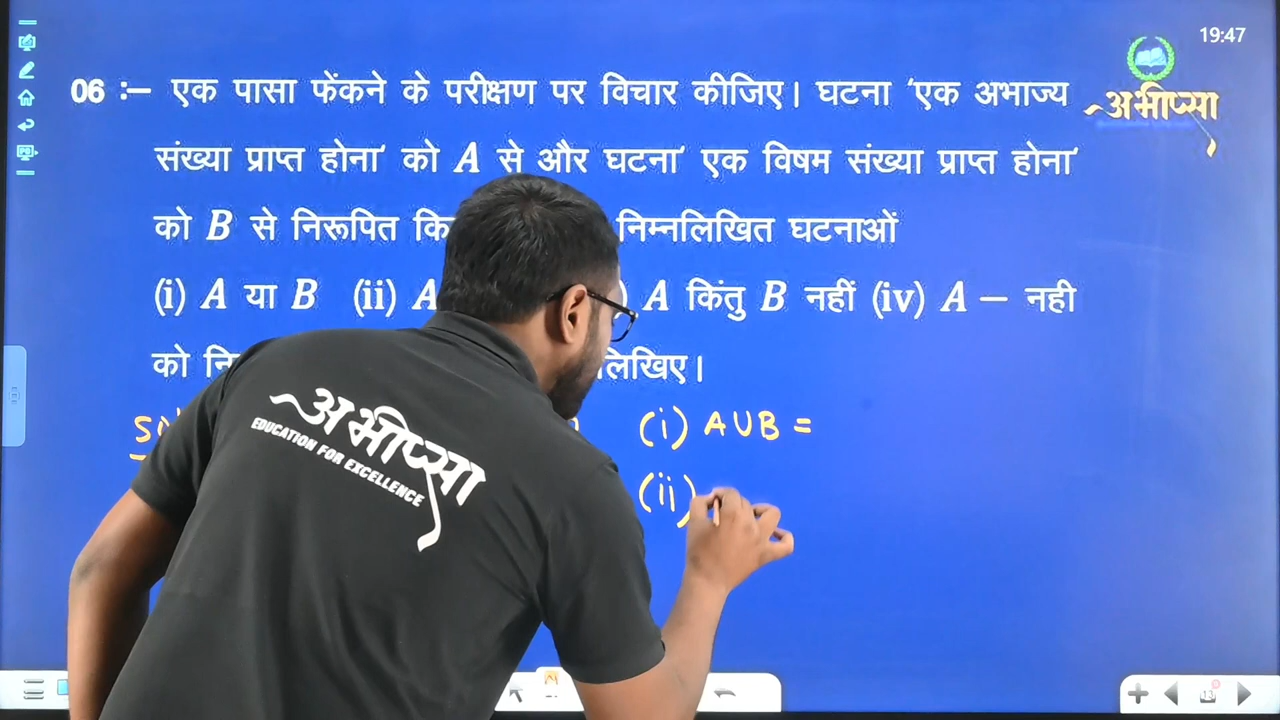 19:47
06 :– एक पासा फेंकने के परीक्षण पर विचार कीजिए। घटना 'एक अभाज्य
अभीप्सा
संख्या प्राप्त होना' को A से और घटना' एक विषम संख्या प्राप्त होना'
को B से निरूपित निम्नलिखित घटनाओं
(i) A या B (ii) A A किंतु B नहीं (iv) A – नही
को लिखिए।
(i) A∪B =
(ii)
अभीप्सा
EDUCATION FOR EXCELLENCE